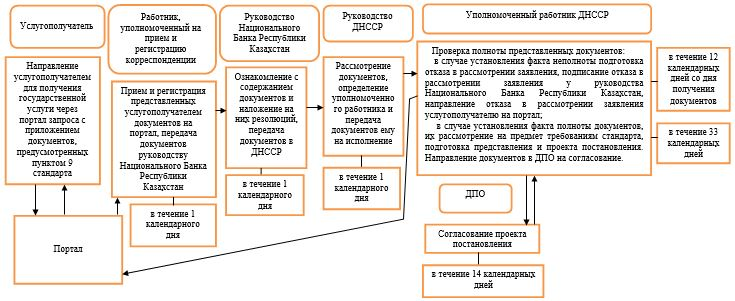 Услугополучатель
Работник,
уполномоченный на
прием и
регистрацию
корреспонденции
Руководство
Национального
Банка Республики
Казахстан
Руководство
ДНССР
Уполномоченный работник ДНССР
Направление
услугополучателем
для получения
государственной
услуги через
портал запроса с
приложением
документов,
предусмотренных
пунктом 9
стандарта
Прием и регистрация
представленных
услугополучателем
документов на
портал, передача
документов
руководству
Национального Банка
Республики
Казахстан
в течение 1
календарного
дня
Ознакомление с
содержанием
документов и
наложение на
них резолюций,
передача
документов в
ДНССР
в течение 1
календарного
дня
Рассмотрение
документов,
определение
уполномоченно
го работника и
передача
документов ему
на исполнение
в течение 1
календарного
дня
Проверка полноты представленных документов:
в случае установления факта неполноты подготовка
отказа в рассмотрении заявления, подписание отказа в
рассмотрении заявления у руководства
Национального Банка Республики Казахстан,
направление отказа в рассмотрении заявления
услугополучателю на портал;
в случае установления факта полноты документов,
их рассмотрение на предмет требованиям стандарта,
подготовка представления и проекта постановления.
Направление документов в ДПО на согласование.
в течение 12
календарных
дней со дня
получения
документов
в течение 33
календарных
дней
ДПО
Портал
Согласование проекта
постановления
в течение 14 календарных
дней